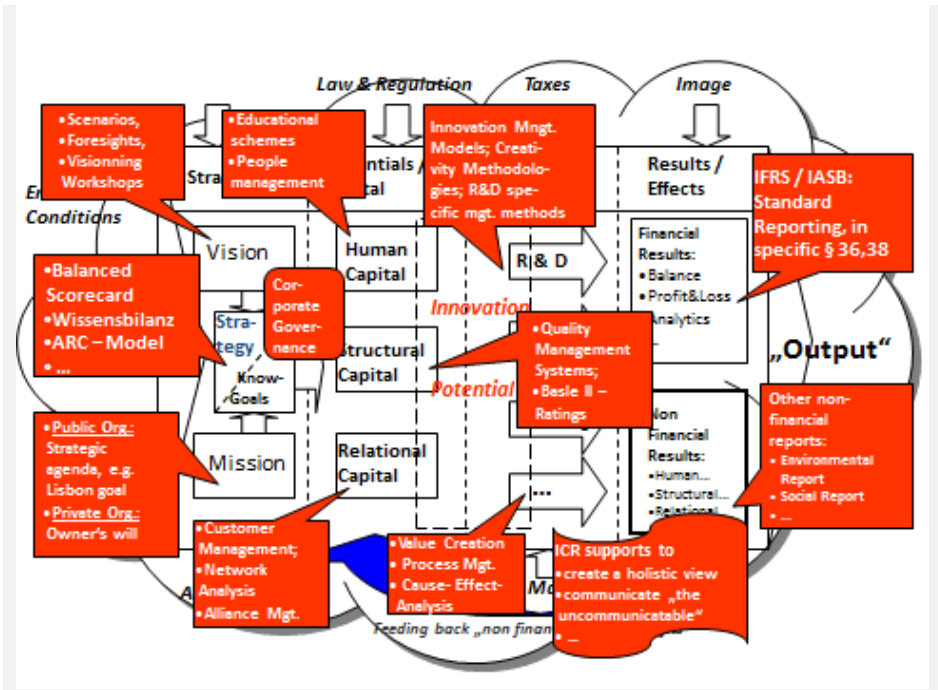 Law & Regulation
Taxes
Image
•Scenarios,
•Foresights,
•Visionning
Workshops
•Educational
schemes
•People
management
Innovation Mngt.
Models; Creati-
vity Methodolo-
gies; R&D spe-
cific mgt. methods
Results /
Effects
IFRS / IASB:
Standard
Reporting, in
specific § 36,38
Conditions
Vision
Human
Capital
R & D
Financial
Results:
•Balance
•Profit&Loss
Analytics
...
•Balanced
Scorecard
•Wissensbilanz
•ARC – Model
•...
Cor-
porate
Gover-
nance
Stra-
tegy
Know-
Goals
Innovation
Potential
Structural
Capital
•Quality
Management
Systems;
•Basle II –
Ratings
„Output“
•Public Org.:
Strategic
agenda, e.g.
Lisbon goal
•Private Org.:
Owner's will
Mission
Relational
Capital
...
Non
Financial
Results:
•Human...
•Structural...
•Relational
Other non-
financial
reports:
• Environmental
Report
• Social Report
• ...
•Customer
Management;
•Network
Analysis
•Alliance Mgt.
•Value Creation
• Process Mgt.
• Cause- Effect-
Analysis
ICR supports to
•create a holistic view
•communicate „the
uncommunicatable“
• ...
Feeding back „non